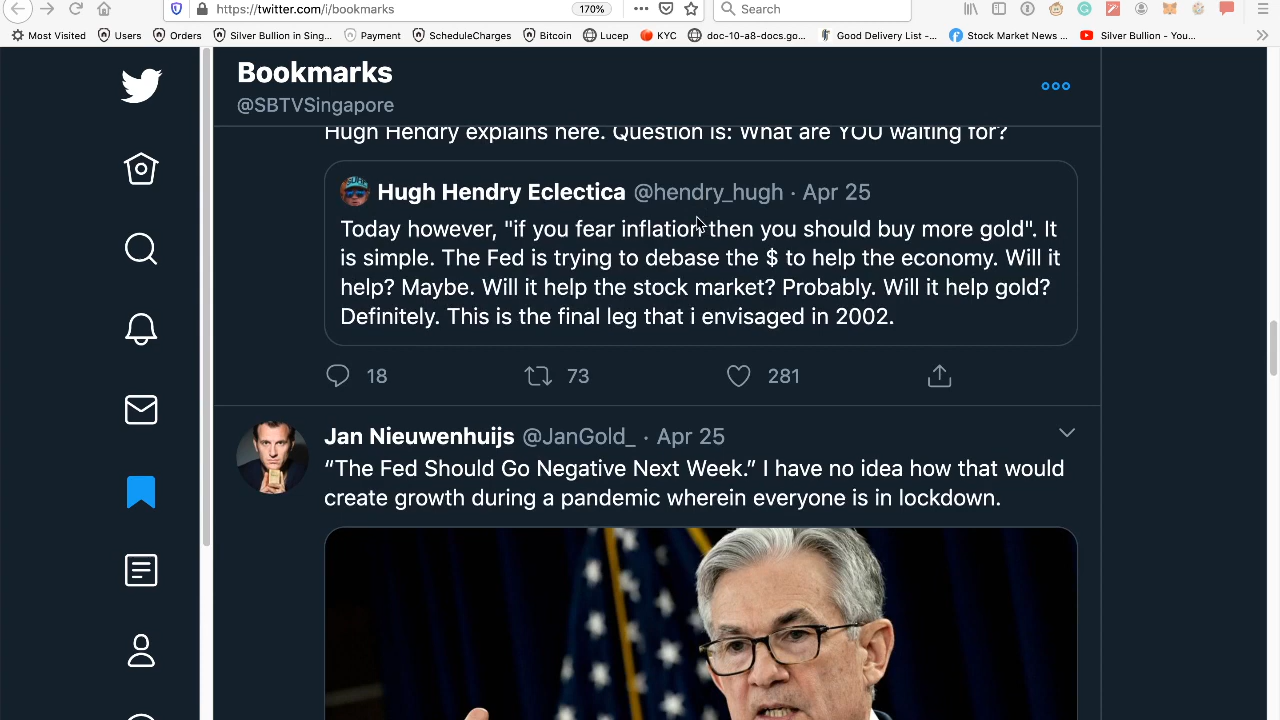 https://twitter.com/i/bookmarks
170%
Search
Most Visited
Users
Orders
Silver Bullion in Sing...
Payment
ScheduleCharges
Bitcoin
Lucep
KYC
doc-10-a8-docs.go...
Good Delivery List -...
Stock Market News ...
Silver Bullion - You...
Bookmarks
@SBTVSingapore
Hugh Hendry explains here. Question is: What are YOU waiting for?
Hugh Hendry Eclectica @hendry_hugh · Apr 25
Today however, "if you fear inflation then you should buy more gold". It
is simple. The Fed is trying to debase the $ to help the economy. Will it
help? Maybe. Will it help the stock market? Probably. Will it help gold?
Definitely. This is the final leg that i envisaged in 2002.
18
73
281
Jan Nieuwenhuijs @JanGold_ · Apr 25
“The Fed Should Go Negative Next Week.” I have no idea how that would
create growth during a pandemic wherein everyone is in lockdown.